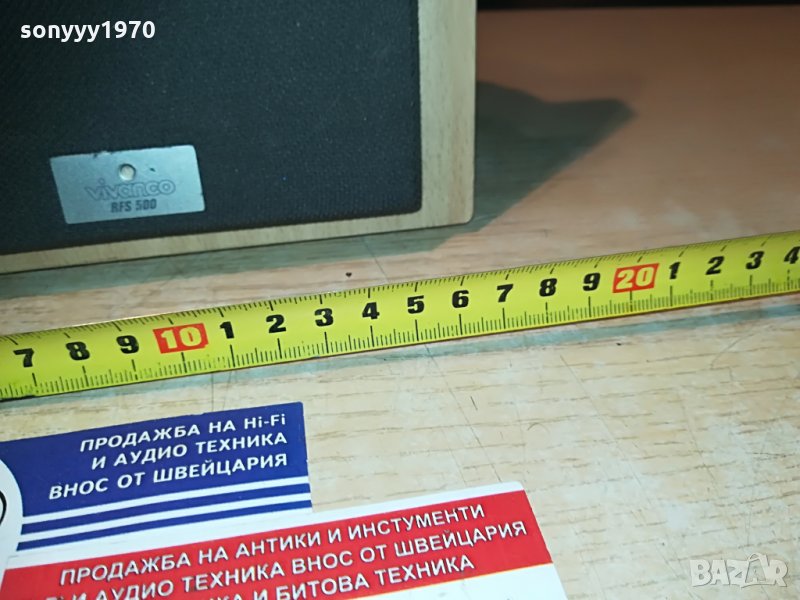 sonyyy1970
vivanco
RFS 500
7 8 9 10 1 2 3 4 5 6 7 8 9 20 1 2 3 4
ПРОДАЖБА НА Hi-Fi
И АУДИО ТЕХНИКА
ВНОС ОТ ШВЕЙЦАРИЯ
ПРОДАЖБА НА АНТИКИ И ИНСТУМЕНТИ
И АУДИО ТЕХНИКА ВНОС ОТ ШВЕЙЦАРИЯ
И БИТОВА ТЕХНИКА
BAZAR